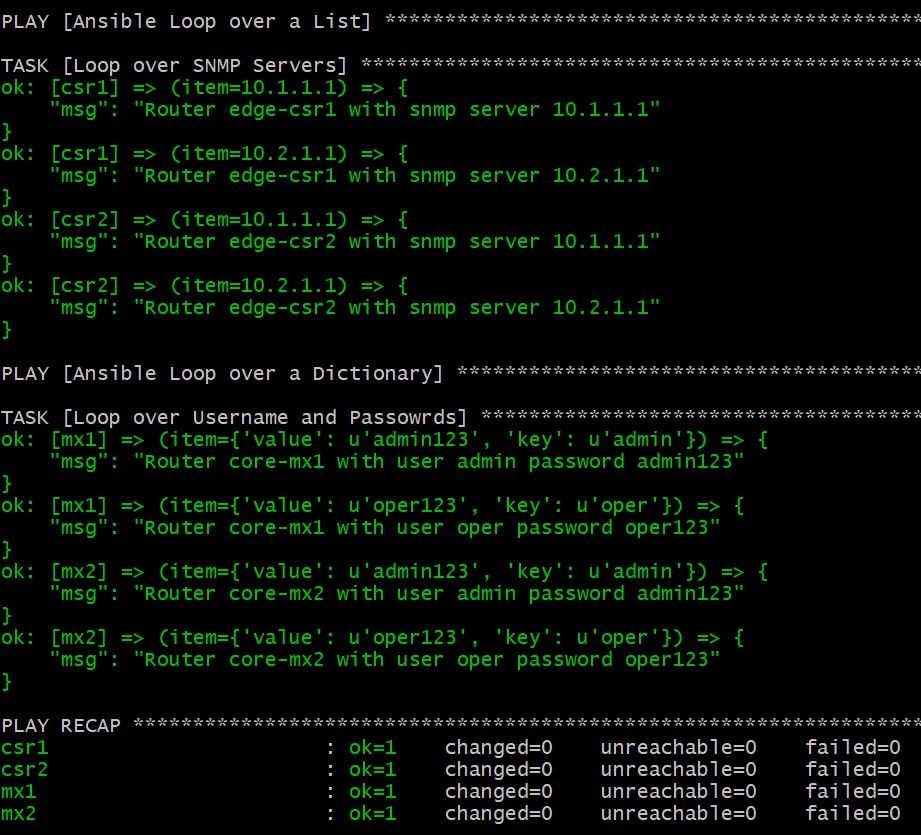 PLAY [Ansible Loop over a List] *********************************************
TASK [Loop over SNMP Servers] ***********************************************
ok: [csr1] => (item=10.1.1.1) => {
    "msg": "Router edge-csr1 with snmp server 10.1.1.1"
}
ok: [csr1] => (item=10.2.1.1) => {
    "msg": "Router edge-csr1 with snmp server 10.2.1.1"
}
ok: [csr2] => (item=10.1.1.1) => {
    "msg": "Router edge-csr2 with snmp server 10.1.1.1"
}
ok: [csr2] => (item=10.2.1.1) => {
    "msg": "Router edge-csr2 with snmp server 10.2.1.1"
}
PLAY [Ansible Loop over a Dictionary] ***************************************
TASK [Loop over Username and Passowrds] *************************************
ok: [mx1] => (item={'value': u'admin123', 'key': u'admin'}) => {
    "msg": "Router core-mx1 with user admin password admin123"
}
ok: [mx1] => (item={'value': u'oper123', 'key': u'oper'}) => {
    "msg": "Router core-mx1 with user oper password oper123"
}
ok: [mx2] => (item={'value': u'admin123', 'key': u'admin'}) => {
    "msg": "Router core-mx2 with user admin password admin123"
}
ok: [mx2] => (item={'value': u'oper123', 'key': u'oper'}) => {
    "msg": "Router core-mx2 with user oper password oper123"
}
PLAY RECAP ******************************************************************
csr1                       : ok=1    changed=0    unreachable=0    failed=0
csr2                       : ok=1    changed=0    unreachable=0    failed=0
mx1                        : ok=1    changed=0    unreachable=0    failed=0
mx2                        : ok=1    changed=0    unreachable=0    failed=0